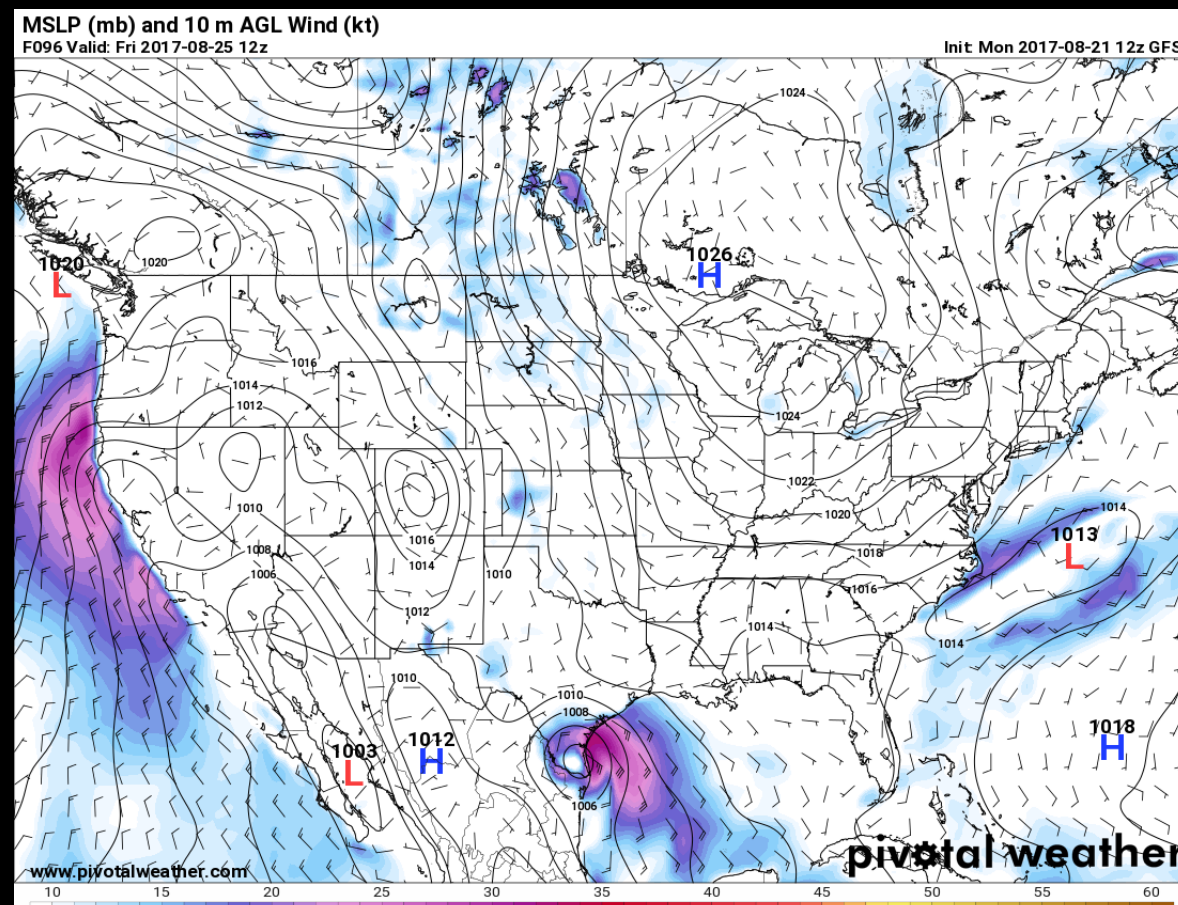 MSLP (mb) and 10 m AGL Wind (kt)
F096 Valid: Fri 2017-08-25 12z
Init: Mon 2017-08-21 12z GFS
1024
1026
H
1020
L
1020
1016
1014
1012
1024
1022
1010
1020
1014
1013
L
1016
1018
1008
1014
1010
1006
1016
1012
1014
1014
1010
1010
1008
1018
H
1012
H
1003
L
1006
pivotal weather
www.pivotalweather.com
10 15 20 25 30 35 40 45 50 55 60